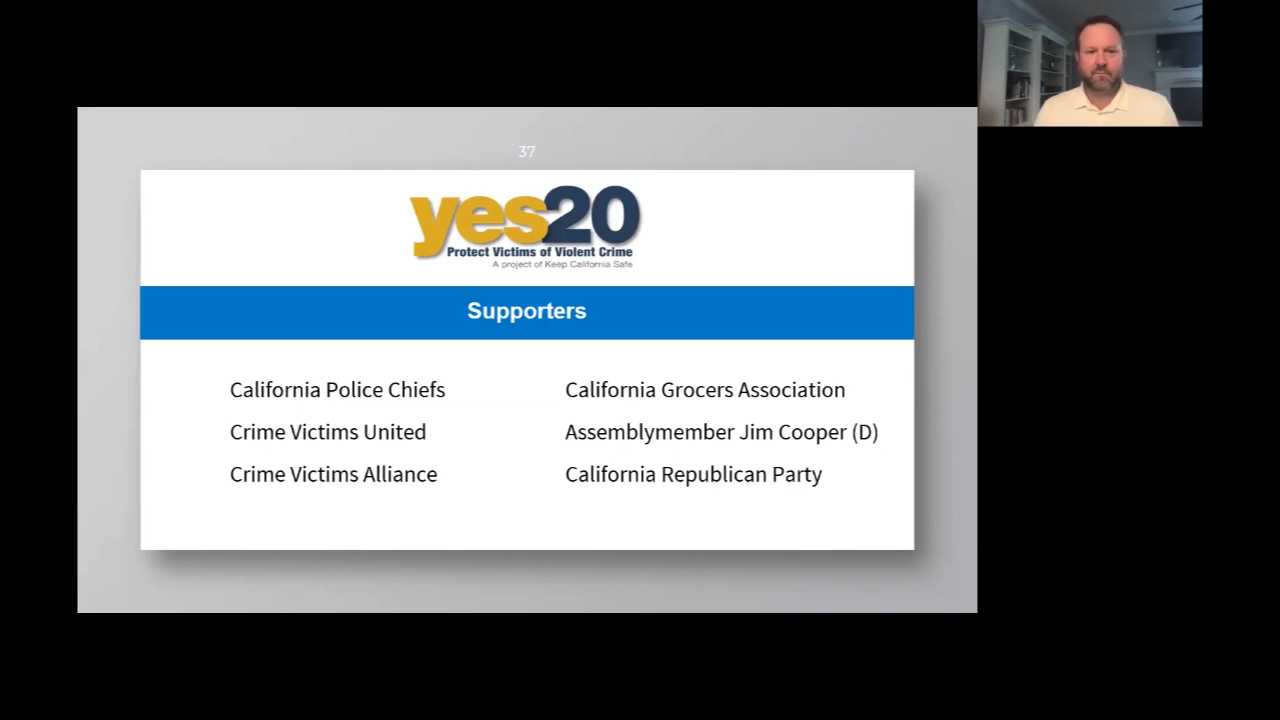 37
yes20
Protect Victims of Violent Crime
A project of Keep California Safe
Supporters
California Police Chiefs
Crime Victims United
Crime Victims Alliance
California Grocers Association
Assemblymember Jim Cooper (D)
California Republican Party